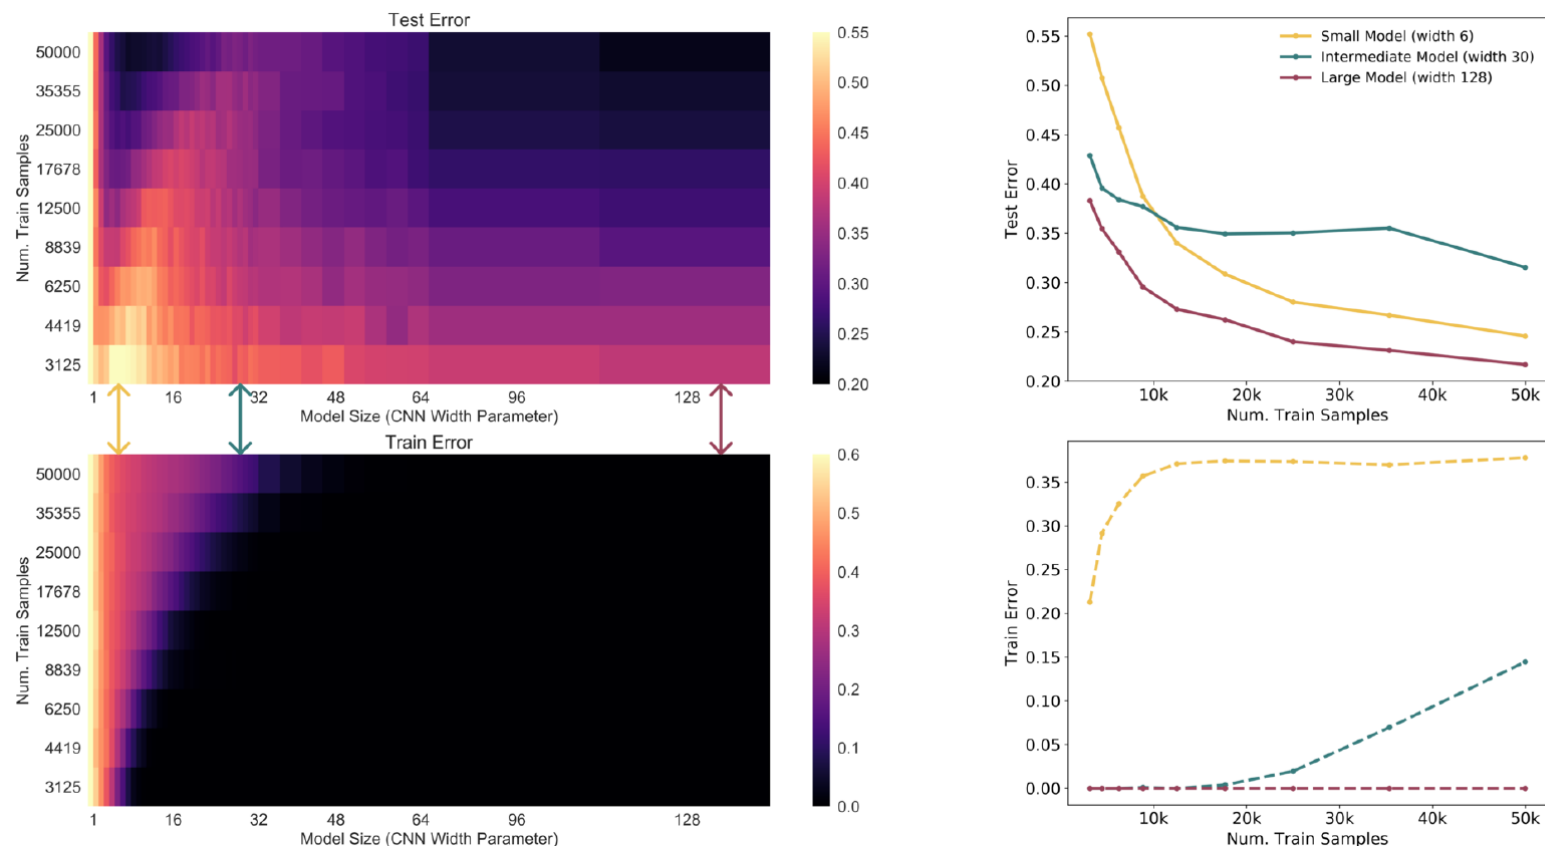 Test Error
Num. Train Samples
50000
35355
25000
17678
12500
8839
6250
4419
3125
1 16 32 48 64 96 128
Model Size (CNN Width Parameter)
0.55
0.50
0.45
0.40
0.35
0.30
0.25
0.20
Train Error
Num. Train Samples
50000
35355
25000
17678
12500
8839
6250
4419
3125
1 16 32 48 64 96 128
Model Size (CNN Width Parameter)
0.6
0.5
0.4
0.3
0.2
0.1
0.0
Small Model (width 6)
Intermediate Model (width 30)
Large Model (width 128)
Test Error
0.55
0.50
0.45
0.40
0.35
0.30
0.25
0.20
10k 20k 30k 40k 50k
Num. Train Samples
Train Error
0.35
0.30
0.25
0.20
0.15
0.10
0.05
0.00
10k 20k 30k 40k 50k
Num. Train Samples